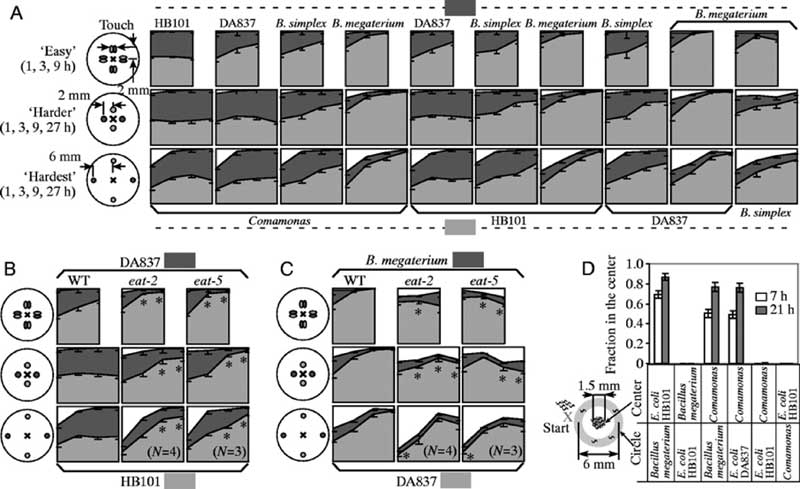 A
Touch
HB101 DA837 B. simplex B. megaterium DA837 B. simplex B. megaterium B. simplex
B. megaterium
'Easy'
(1, 3, 9 h)
2 mm
2 mm
'Harder'
(1, 3, 9, 27 h)
6 mm
'Hardest'
(1, 3, 9, 27 h)
Comamonas HB101 DA837 B. simplex
B
DA837
WT eat-2 eat-5
* * * *
* * * *
* * * *
(N=4) (N=3)
HB101
C
B. megaterium
WT eat-2 eat-5
* * *
* * * *
* * * *
(N=4) (N=3)
DA837
D
Fraction in the center
1.0
0.8
0.6
0.4
0.2
0
7 h
21 h
1.5 mm
Start
X
6 mm
Center
E. coli HB101
Bacillus megaterium
Comamonas
Comamonas
Comamonas
E. coli HB101
Circle
Bacillus megaterium
E. coli HB101
Bacillus megaterium
E. coli DA837
E. coli HB101
Comamonas